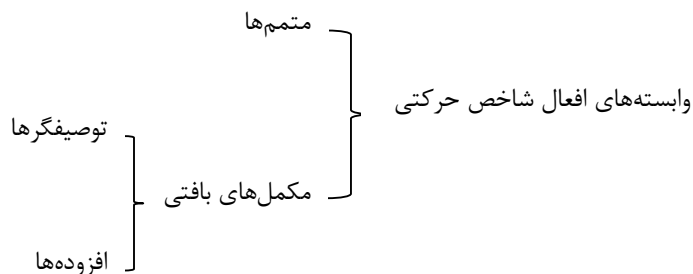 وابسته‌های افعال شاخص حرکتی
متمم‌ها
مکمل‌های بافتی
توصیفگرها
افزوده‌ها